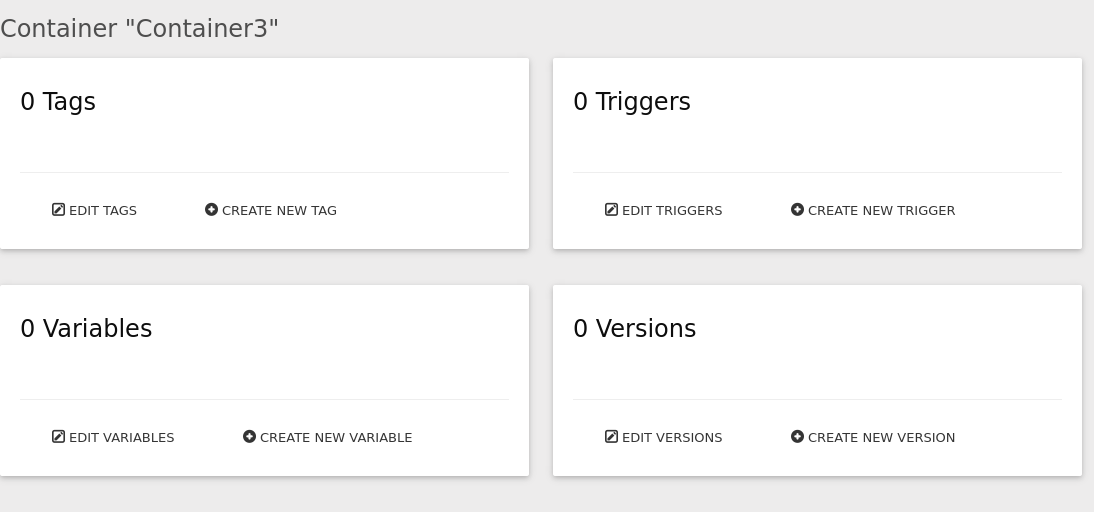 Container "Container3"
0 Tags
EDIT TAGS
CREATE NEW TAG
0 Triggers
EDIT TRIGGERS
CREATE NEW TRIGGER
0 Variables
EDIT VARIABLES
CREATE NEW VARIABLE
0 Versions
EDIT VERSIONS
CREATE NEW VERSION